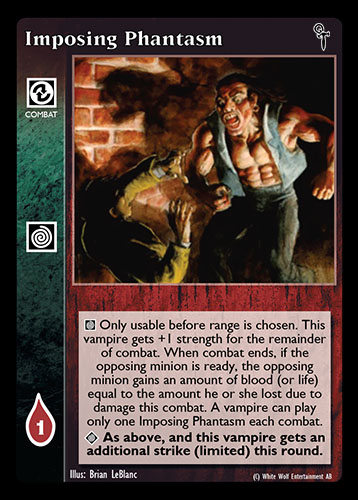 Imposing Phantasm
COMBAT
Only usable before range is chosen. This
vampire gets +1 strength for the remainder
of combat. When combat ends, if the
opposing minion is ready, the opposing
minion gains an amount of blood (or life)
equal to the amount he or she lost due to
damage this combat. A vampire can play
only one Imposing Phantasm each combat.
As above, and this vampire gets an
additional strike (limited) this round.
1
Illus: Brian LeBlanc
(C) White Wolf Entertainment AB